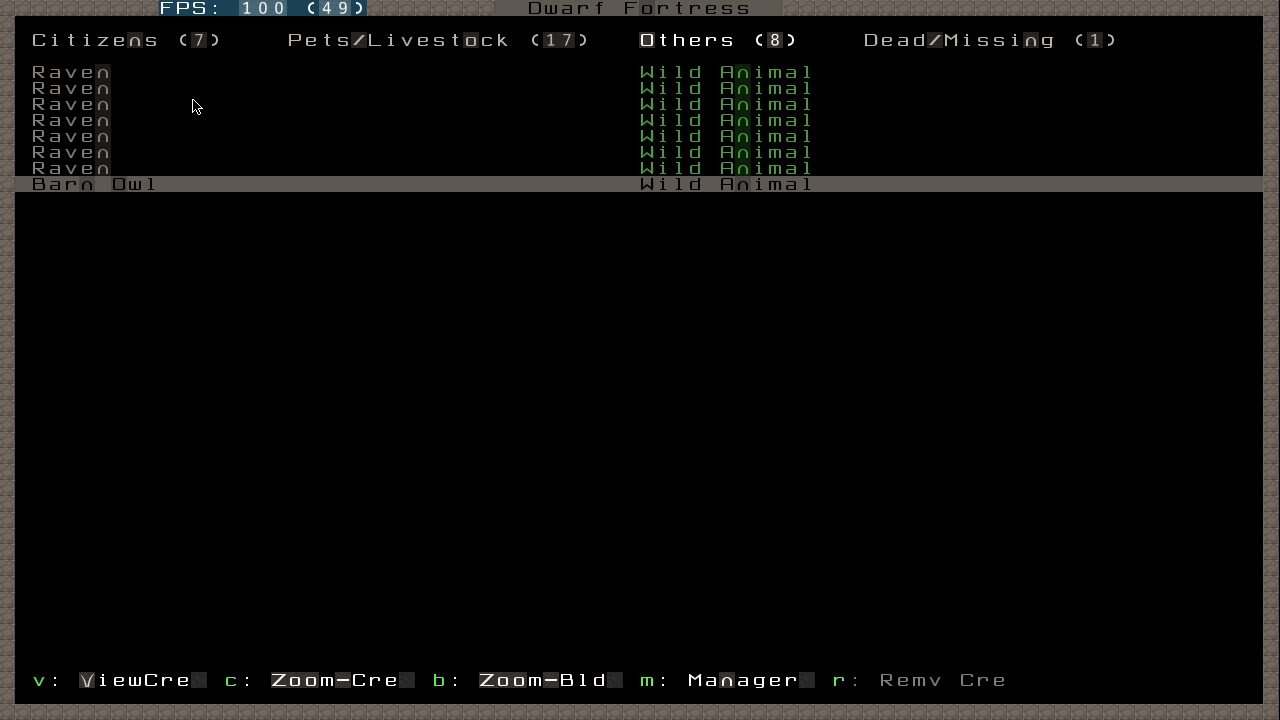 FPS: 100 (49) Dwarf Fortress
Citizens (7) Pets/Livestock (17) Others (8) Dead/Missing (1)
Raven Wild Animal
Raven Wild Animal
Raven Wild Animal
Raven Wild Animal
Raven Wild Animal
Raven Wild Animal
Raven Wild Animal
Barn Owl Wild Animal
v: ViewCre c: Zoom-Cre b: Zoom-Bld m: Manager r: Remv Cre